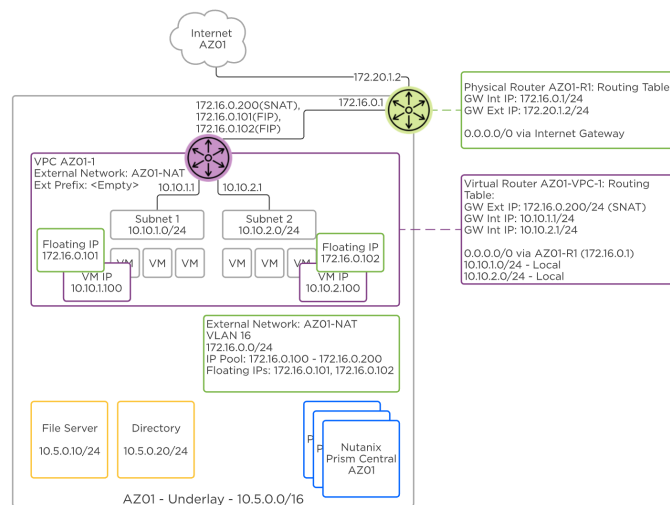 Internet
AZ01
172.20.1.2
172.16.0.200(SNAT),
172.16.0.101(FIP),
172.16.0.102(FIP)
172.16.0.1
Physical Router AZ01-R1: Routing Table
GW Int IP: 172.16.0.1/24
GW Ext IP: 172.20.1.2/24
0.0.0.0/0 via Internet Gateway
VPC AZ01-1
External Network: AZ01-NAT
Ext Prefix: <Empty>
10.10.1.1
10.10.2.1
Virtual Router AZ01-VPC-1: Routing
Table:
GW Ext IP: 172.16.0.200/24 (SNAT)
GW Int IP: 10.10.1.1/24
GW Int IP: 10.10.2.1/24
0.0.0.0/0 via AZ01-R1 (172.16.0.1)
10.10.1.0/24 - Local
10.10.2.0/24 - Local
Subnet 1
10.10.1.0/24
Subnet 2
10.10.2.0/24
Floating IP
172.16.0.101
VM
VM
VM
VM IP
10.10.1.100
VM
VM
VM
Floating IP
172.16.0.102
VM IP
10.10.2.100
External Network: AZ01-NAT
VLAN 16
172.16.0.0/24
IP Pool: 172.16.0.100 - 172.16.0.200
Floating IPs: 172.16.0.101, 172.16.0.102
File Server
10.5.0.10/24
Directory
10.5.0.20/24
P
P
Nutanix
Prism Central
AZ01
AZ01 - Underlay - 10.5.0.0/16